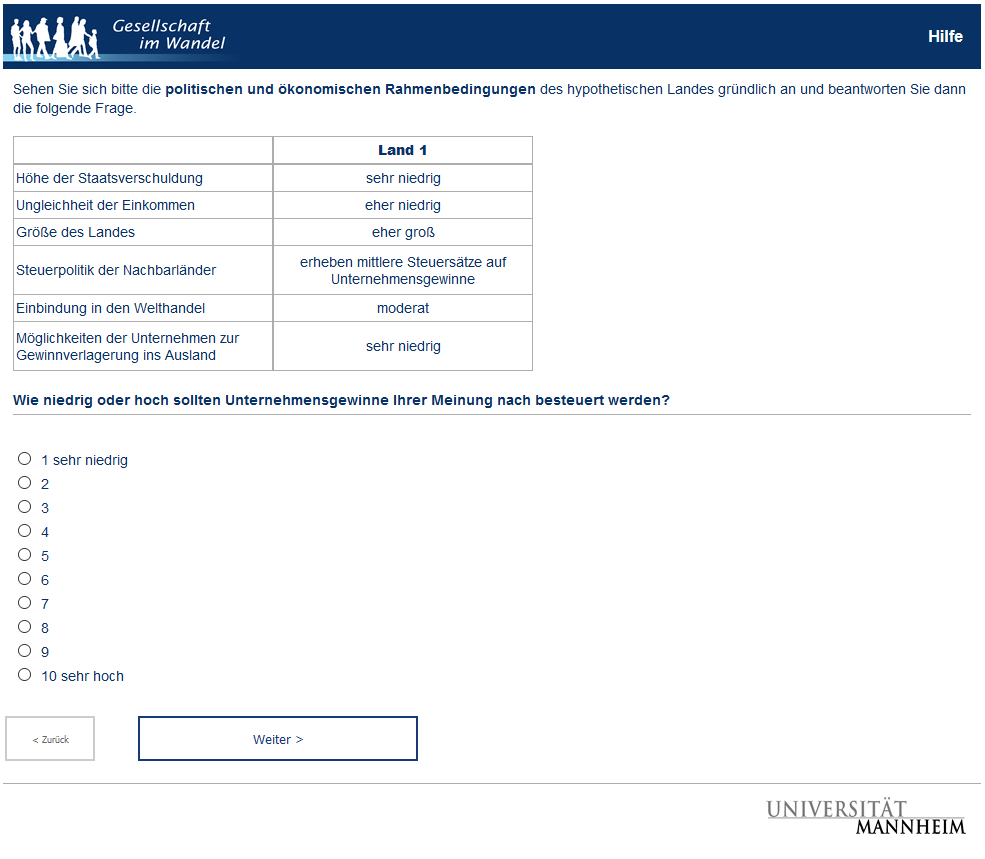 Gesellschaft
im Wandel
Hilfe
Sehen Sie sich bitte die politischen und ökonomischen Rahmenbedingungen des hypothetischen Landes gründlich an und beantworten Sie dann
die folgende Frage.
Land 1
Höhe der Staatsverschuldung sehr niedrig
Ungleichheit der Einkommen eher niedrig
Größe des Landes eher groß
Steuerpolitik der Nachbarländer erheben mittlere Steuersätze auf
Unternehmensgewinne
Einbindung in den Welthandel moderat
Möglichkeiten der Unternehmen zur
Gewinnverlagerung ins Ausland sehr niedrig
Wie niedrig oder hoch sollten Unternehmensgewinne Ihrer Meinung nach besteuert werden?
1 sehr niedrig
2
3
4
5
6
7
8
9
10 sehr hoch
< Zurück
Weiter >
UNIVERSITÄT
MANNHEIM